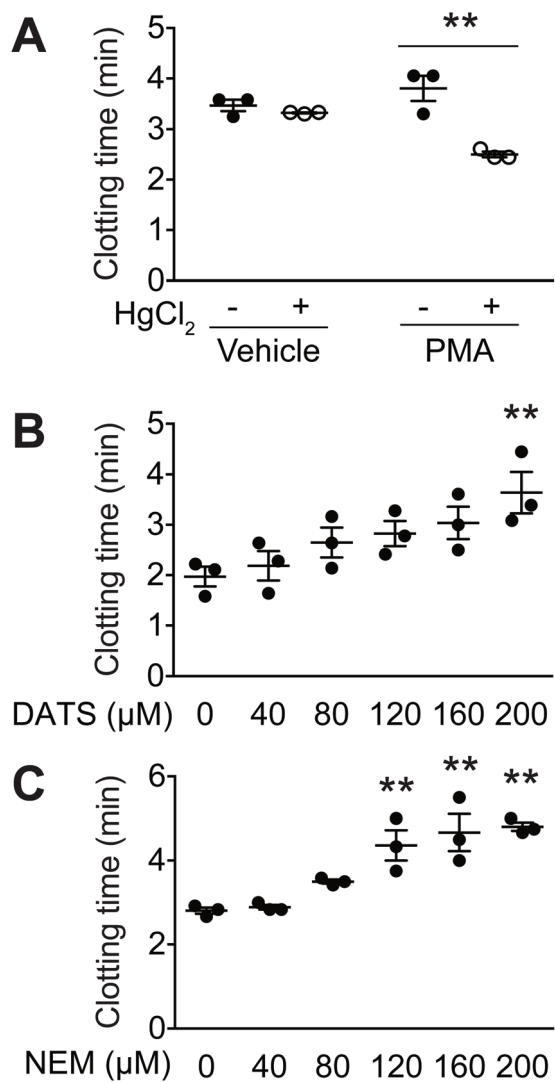 A
Clotting time (min)
5
4
3
2
1
0
**
HgCl2 - + - +
Vehicle PMA
B
Clotting time (min)
5
4
3
2
1
0
**
DATS (µM) 0 40 80 120 160 200
C
Clotting time (min)
6
4
2
0
** ** **
NEM (µM) 0 40 80 120 160 200